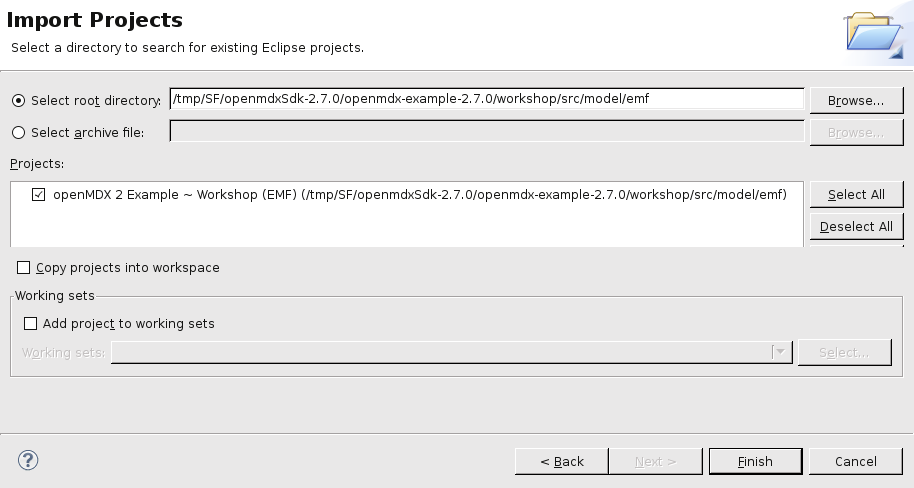 Import Projects
Select a directory to search for existing Eclipse projects.
Select root directory: /tmp/SF/openmdxSdk-2.7.0/openmdx-example-2.7.0/workshop/src/model/emf Browse...
Select archive file: Browse...
Projects:
openMDX 2 Example ~ Workshop (EMF) (/tmp/SF/openmdxSdk-2.7.0/openmdx-example-2.7.0/workshop/src/model/emf) Select All
Deselect All
Copy projects into workspace
Working sets
Add project to working sets
Working sets: Select...
? < Back Next > Finish Cancel